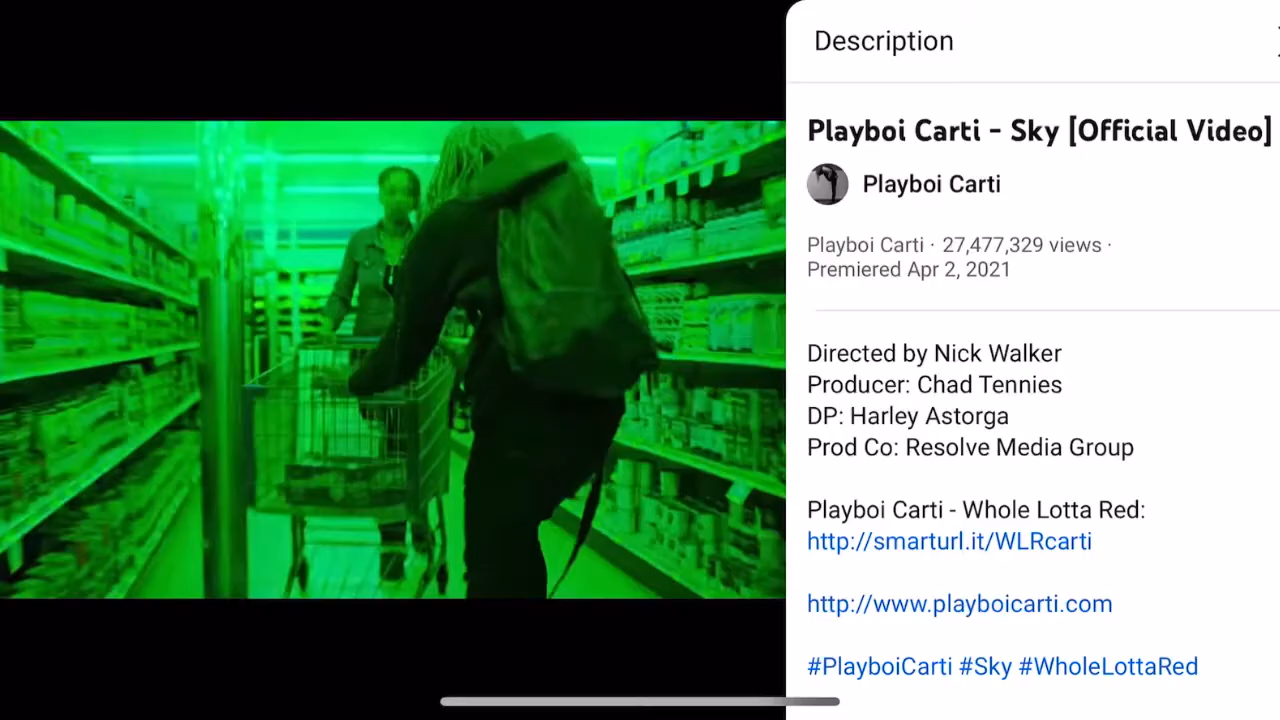 Description
Playboi Carti - Sky [Official Video]
Playboi Carti
Playboi Carti · 27,477,329 views ·
Premiered Apr 2, 2021
Directed by Nick Walker
Producer: Chad Tennies
DP: Harley Astorga
Prod Co: Resolve Media Group
Playboi Carti - Whole Lotta Red:
http://smarturl.it/WLRcarti
http://www.playboicarti.com
#PlayboiCarti #Sky #WholeLottaRed